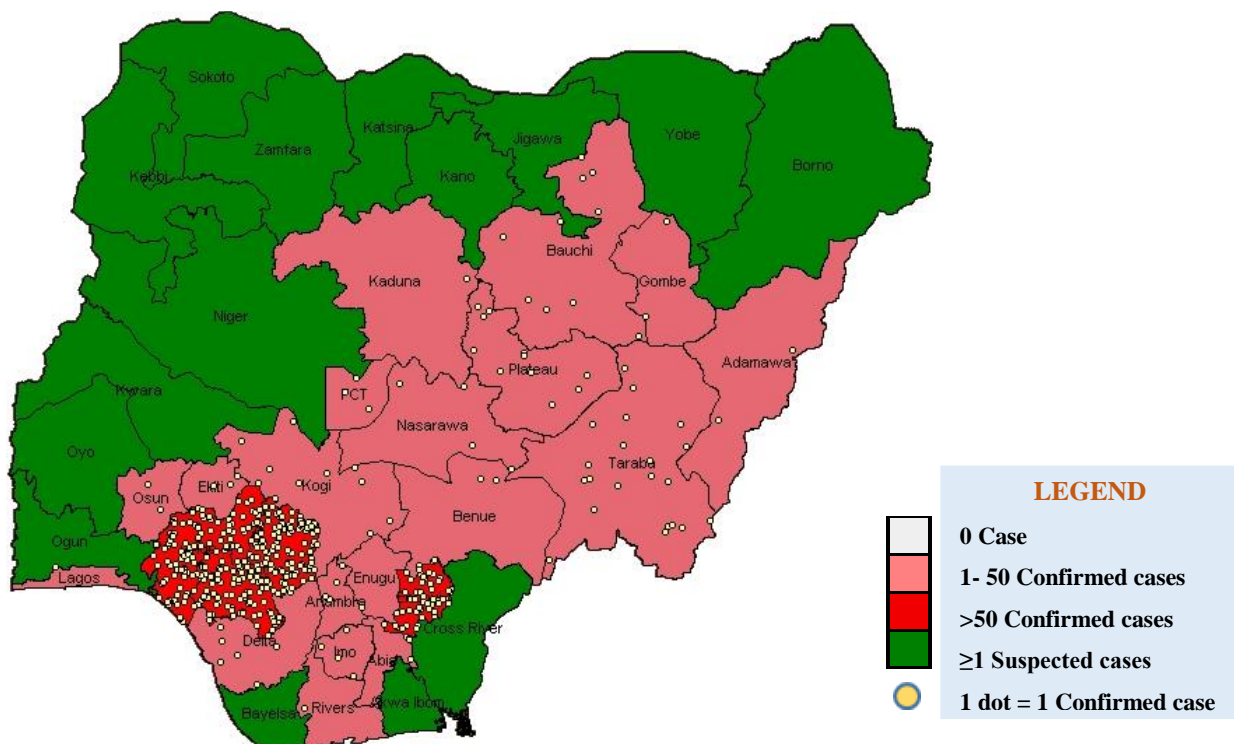 Sokoto
Katsina
Jigawa
Yobe
Zamfara
Kebbi
Kano
Borno
Bauchi
Kaduna
Gombe
Niger
Adamawa
Plateau
Kwara
FCT
Nasarawa
Oyo
Taraba
Ekiti
Kogi
Osun
Benue
Ogun
Lagos
Enugu
Anambra
Cross River
Delta
Imo
Abia
Bayelsa
Rivers
Akwa Ibom
LEGEND
0 Case
1- 50 Confirmed cases
>50 Confirmed cases
≥1 Suspected cases
1 dot = 1 Confirmed case